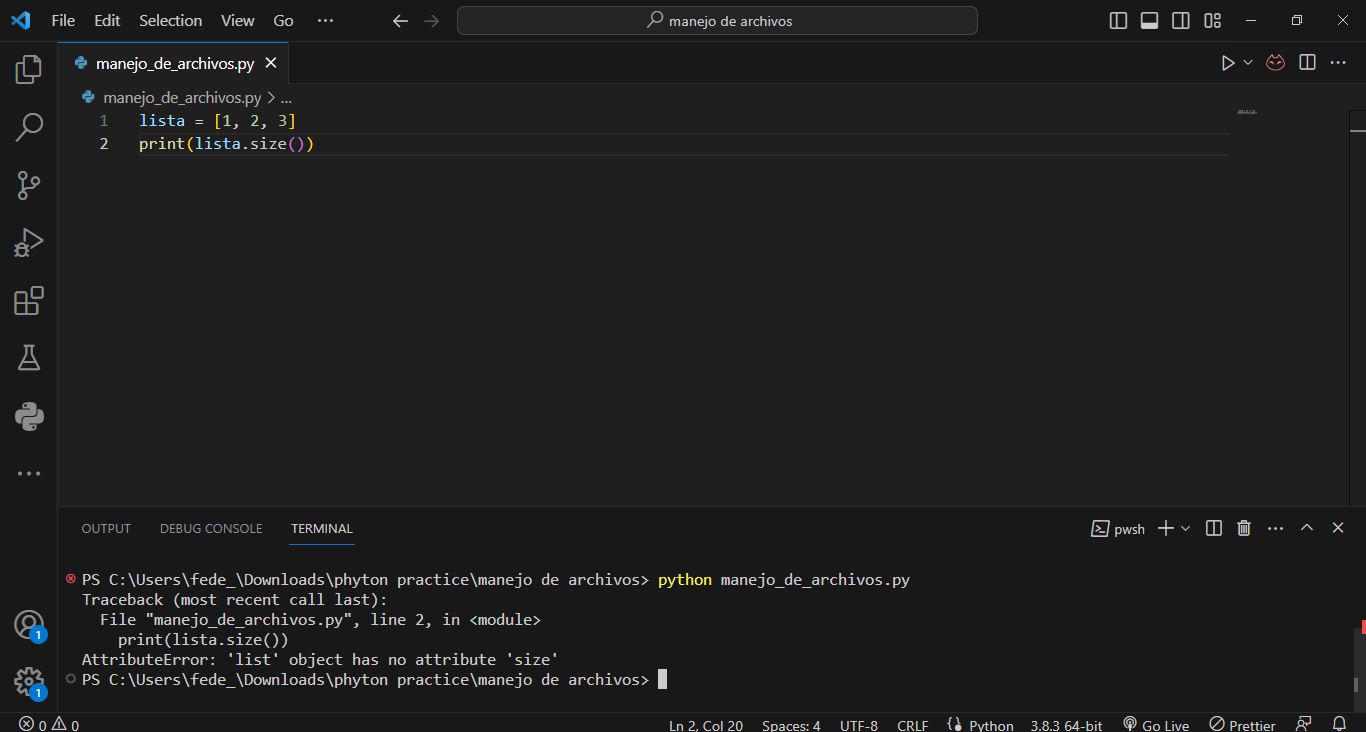 File Edit Selection View Go ···
manejo de archivos
manejo_de_archivos.py
manejo_de_archivos.py > ...
1 lista = [1, 2, 3]
2 print(lista.size())
OUTPUT DEBUG CONSOLE TERMINAL
pwsh
PS C:\Users\fede_\Downloads\phyton practice\manejo de archivos> python manejo_de_archivos.py
Traceback (most recent call last):
File "manejo_de_archivos.py", line 2, in <module>
print(lista.size())
AttributeError: 'list' object has no attribute 'size'
PS C:\Users\fede_\Downloads\phyton practice\manejo de archivos>
1
1
0 0 Ln 2, Col 20 Spaces: 4 UTF-8 CRLF Python 3.8.3 64-bit Go Live Prettier